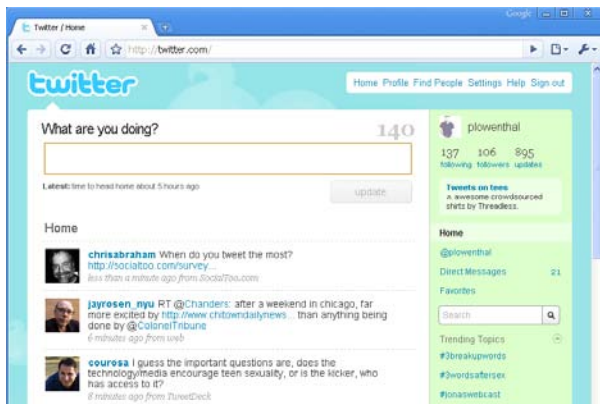 Google
Twitter / Home
http://twitter.com/
twitter
Home Profile Find People Settings Help Sign out
What are you doing?
140
Latest: time to head home about 5 hours ago
update
Home
chrisabraham When do you tweet the most?
http://socialtoo.com/survey...
less than a minute ago from SocialToo.com
jayrosen_nyu RT @Chanders: after a weekend in chicago, far
more excited by http://www.chitowndailynews... than anything being
done by @ColonelTribune
6 minutes ago from web
courosa I guess the important questions are, does the
technology/media encourage teen sexuality, or is the kicker, who
has access to it?
8 minutes ago from TweetDeck
plowenthal
137 106 895
following followers updates
Tweets on tees
a awesome crowdsourced
shirts by Threadless.
Home
@plowenthal
Direct Messages 21
Favorites
Search
Trending Topics
#3breakupwords
#3wordsaftersex
#jonaswebcast